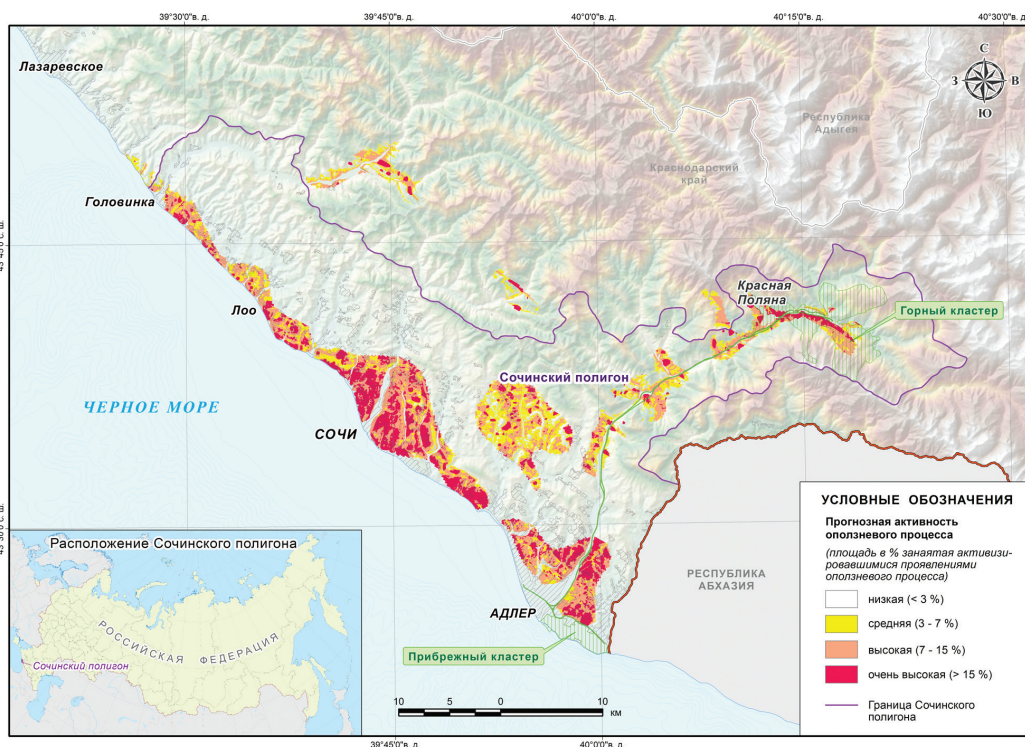 39°30'0"в. д.
39°45'0"в. д.
40°0'0"в. д.
40°15'0"в. д.
40°30'0"в. д.
Лазаревское
С
З
В
Ю
Республика
Адыгея
Краснодарский
край
Головинка
43°45'0"с. ш.
Красная
Поляна
Лоо
Горный кластер
Сочинский полигон
ЧЕРНОЕ МОРЕ
СОЧИ
УСЛОВНЫЕ ОБОЗНАЧЕНИЯ
Прогнозная активность
оползневого процесса
(площадь в % занятая активизи-
ровавшимися проявлениями
оползневого процесса)
низкая (< 3 %)
средняя (3 - 7 %)
высокая (7 - 15 %)
очень высокая (> 15 %)
Граница Сочинского
полигона
Расположение Сочинского полигона
РОССИЙСКАЯ ФЕДЕРАЦИЯ
Сочинский полигон
РЕСПУБЛИКА
АБХАЗИЯ
АДЛЕР
Прибрежный кластер
10 5 0 10
км
39°45'0"в. д.
40°0'0"в. д.